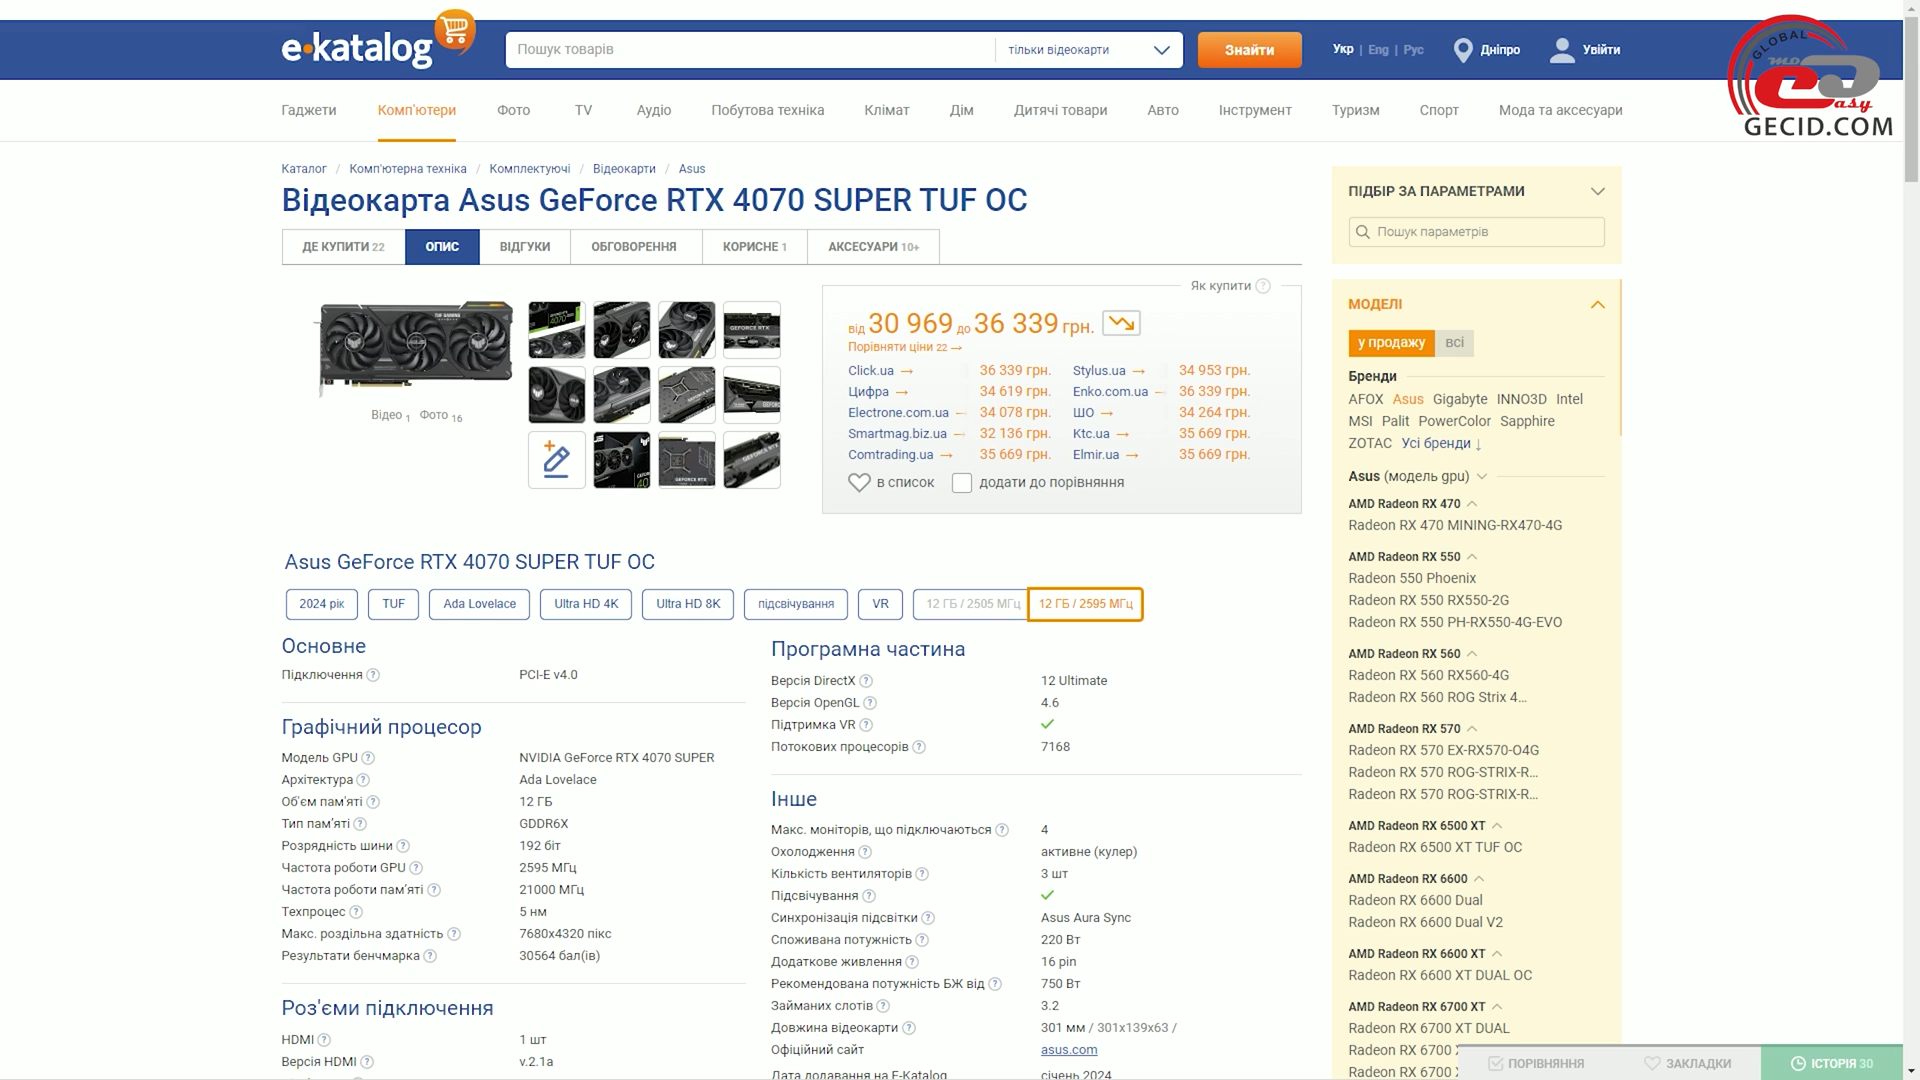 e•katalog
Пошук товарів
тільки відеокарти
Знайти
Укр | Eng | Рус
Дніпро
Увійти
GLOBAL
easy
GECID.COM
Гаджети
Комп'ютери
Фото
TV
Аудіо
Побутова техніка
Клімат
Дім
Дитячі товари
Авто
Інструмент
Туризм
Спорт
Мода та аксесуари
Каталог / Комп'ютерна техніка / Комплектуючі / Відеокарти / Asus
Відеокарта Asus GeForce RTX 4070 SUPER TUF OC
ДЕ КУПИТИ 22
ОПИС
ВІДГУКИ
ОБГОВОРЕННЯ
КОРИСНЕ 1
АКСЕСУАРИ 10+
Відео 1 Фото 16
Як купити ?
від 30 969 до 36 339 грн.
Порівняти ціни 22 →
Click.ua → 36 339 грн. Stylus.ua → 34 953 грн.
Цифра → 34 619 грн. Enko.com.ua → 36 339 грн.
Electrone.com.ua → 34 078 грн. ШО → 34 264 грн.
Smartmag.biz.ua → 32 136 грн. Ktc.ua → 35 669 грн.
Comtrading.ua → 35 669 грн. Elmir.ua → 35 669 грн.
в список
додати до порівняння
Asus GeForce RTX 4070 SUPER TUF OC
2024 рік
TUF
Ada Lovelace
Ultra HD 4K
Ultra HD 8K
підсвічування
VR
12 ГБ / 2505 МГц
12 ГБ / 2595 МГц
Основне
Підключення ? PCI-E v4.0
Графічний процесор
Модель GPU ? NVIDIA GeForce RTX 4070 SUPER
Архітектура ? Ada Lovelace
Об'єм пам'яті ? 12 ГБ
Тип пам'яті ? GDDR6X
Розрядність шини ? 192 біт
Частота роботи GPU ? 2595 МГц
Частота роботи пам'яті ? 21000 МГц
Техпроцес ? 5 нм
Макс. роздільна здатність ? 7680x4320 пікс
Результати бенчмарка ? 30564 бал(ів)
Роз'єми підключення
HDMI ? 1 шт
Версія HDMI ? v.2.1a
Програмна частина
Версія DirectX ? 12 Ultimate
Версія OpenGL ? 4.6
Підтримка VR ?
Потокових процесорів ? 7168
Інше
Макс. моніторів, що підключаються ? 4
Охолодження ? активне (кулер)
Кількість вентиляторів ? 3 шт
Підсвічування ?
Синхронізація підсвітки ? Asus Aura Sync
Споживана потужність ? 220 Вт
Додаткове живлення ? 16 pin
Рекомендована потужність БЖ від ? 750 Вт
Займаних слотів ? 3.2
Довжина відеокарти ? 301 мм / 301x139x63 /
Офіційний сайт asus.com
Дата додавання на E-Katalog січень 2024
ПІДБІР ЗА ПАРАМЕТРАМИ
Пошук параметрів
МОДЕЛІ
у продажу всі
Бренди
AFOX Asus Gigabyte INNO3D Intel
MSI Palit PowerColor Sapphire
ZOTAC Усі бренди ↓
Asus (модель gpu)
AMD Radeon RX 470
Radeon RX 470 MINING-RX470-4G
AMD Radeon RX 550
Radeon 550 Phoenix
Radeon RX 550 RX550-2G
Radeon RX 550 PH-RX550-4G-EVO
AMD Radeon RX 560
Radeon RX 560 RX560-4G
Radeon RX 560 ROG Strix 4...
AMD Radeon RX 570
Radeon RX 570 EX-RX570-O4G
Radeon RX 570 ROG-STRIX-R...
Radeon RX 570 ROG-STRIX-R...
AMD Radeon RX 6500 XT
Radeon RX 6500 XT TUF OC
AMD Radeon RX 6600
Radeon RX 6600 Dual
Radeon RX 6600 Dual V2
AMD Radeon RX 6600 XT
Radeon RX 6600 XT DUAL OC
AMD Radeon RX 6700 XT
Radeon RX 6700 XT DUAL
Radeon RX 6700
Radeon RX 6700
ПОРІВНЯННЯ
ЗАКЛАДКИ
ІСТОРІЯ 30